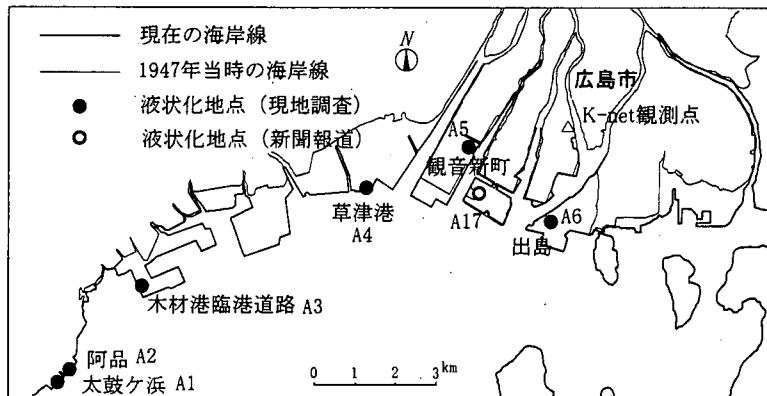 現在の海岸線
1947年当時の海岸線
液状化地点 (現地調査)
液状化地点 (新聞報道)
N
広島市
K-net観測点
A5
観音新町
A17
A6
出島
草津港
A4
木材港臨港道路 A3
阿品 A2
太鼓ケ浜 A1
0 1 2 3 km